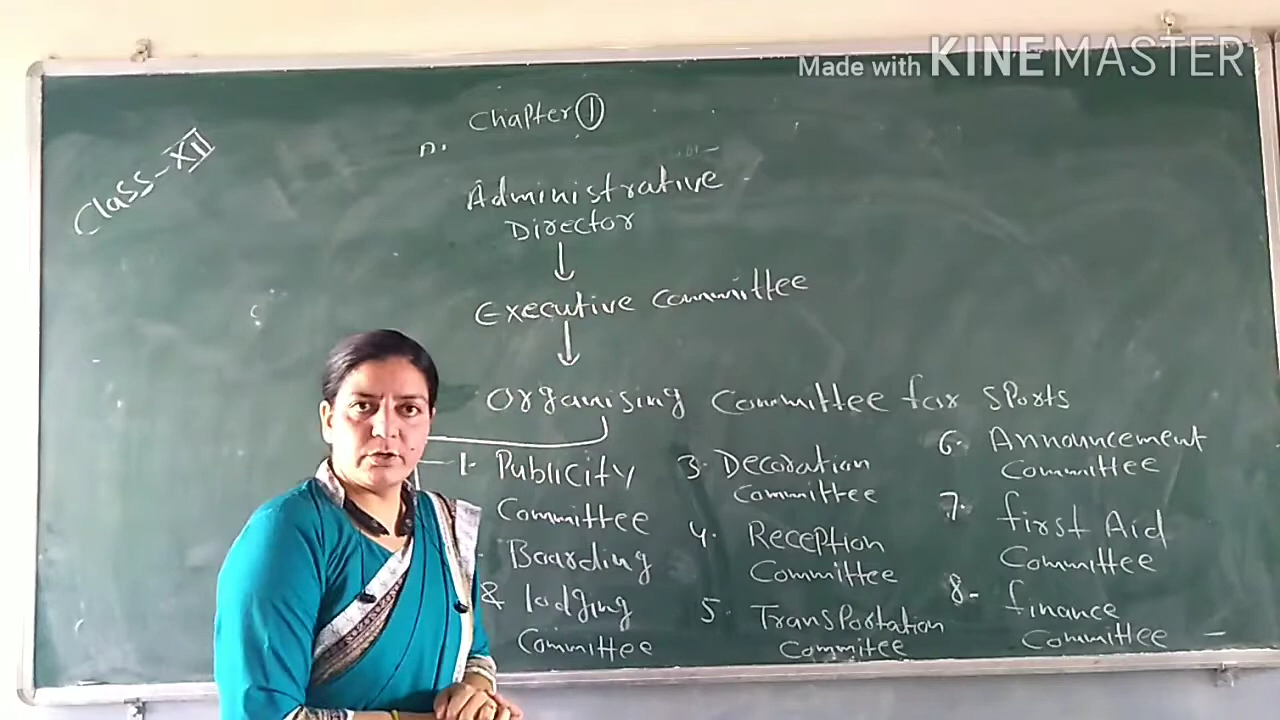 Made with KINEMASTER
Class-XII
Chapter 1
Administrative
Director
Executive Committee
Organising Committee for sports
1. Publicity
Committee
Boarding
& lodging
Committee
3. Decoration
Committee
4. Reception
Committee
5. Transportation
Commitee
6. Announcement
Committee
7. first Aid
Committee
8- finance
Committee